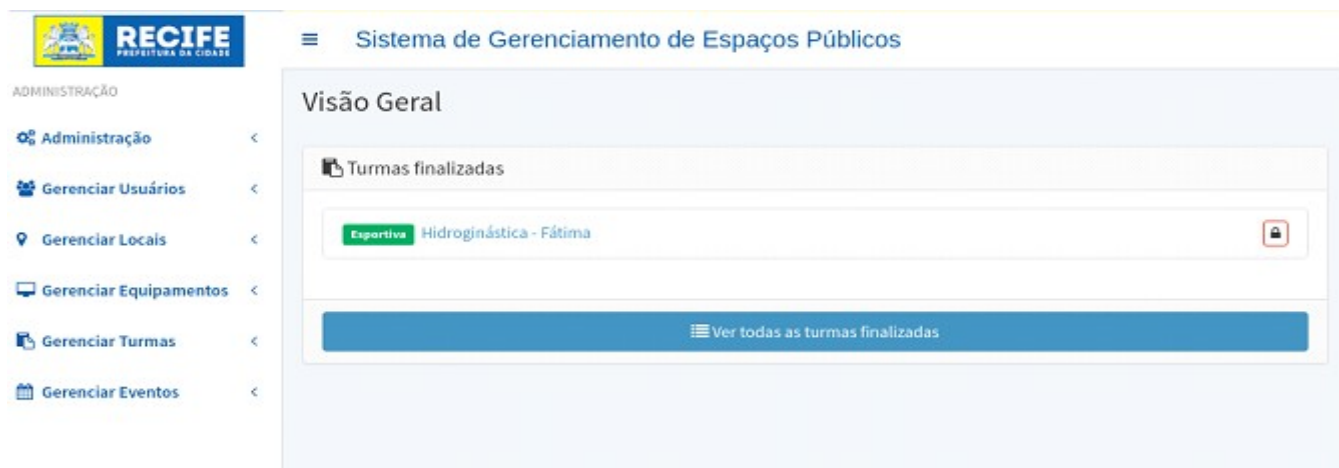 RECIFE
PREFEITURA DA CIDADE
Sistema de Gerenciamento de Espaços Públicos
ADMINISTRAÇÃO
Administração
Gerenciar Usuários
Gerenciar Locais
Gerenciar Equipamentos
Gerenciar Turmas
Gerenciar Eventos
Visão Geral
Turmas finalizadas
Esportiva Hidroginástica - Fátima
Ver todas as turmas finalizadas